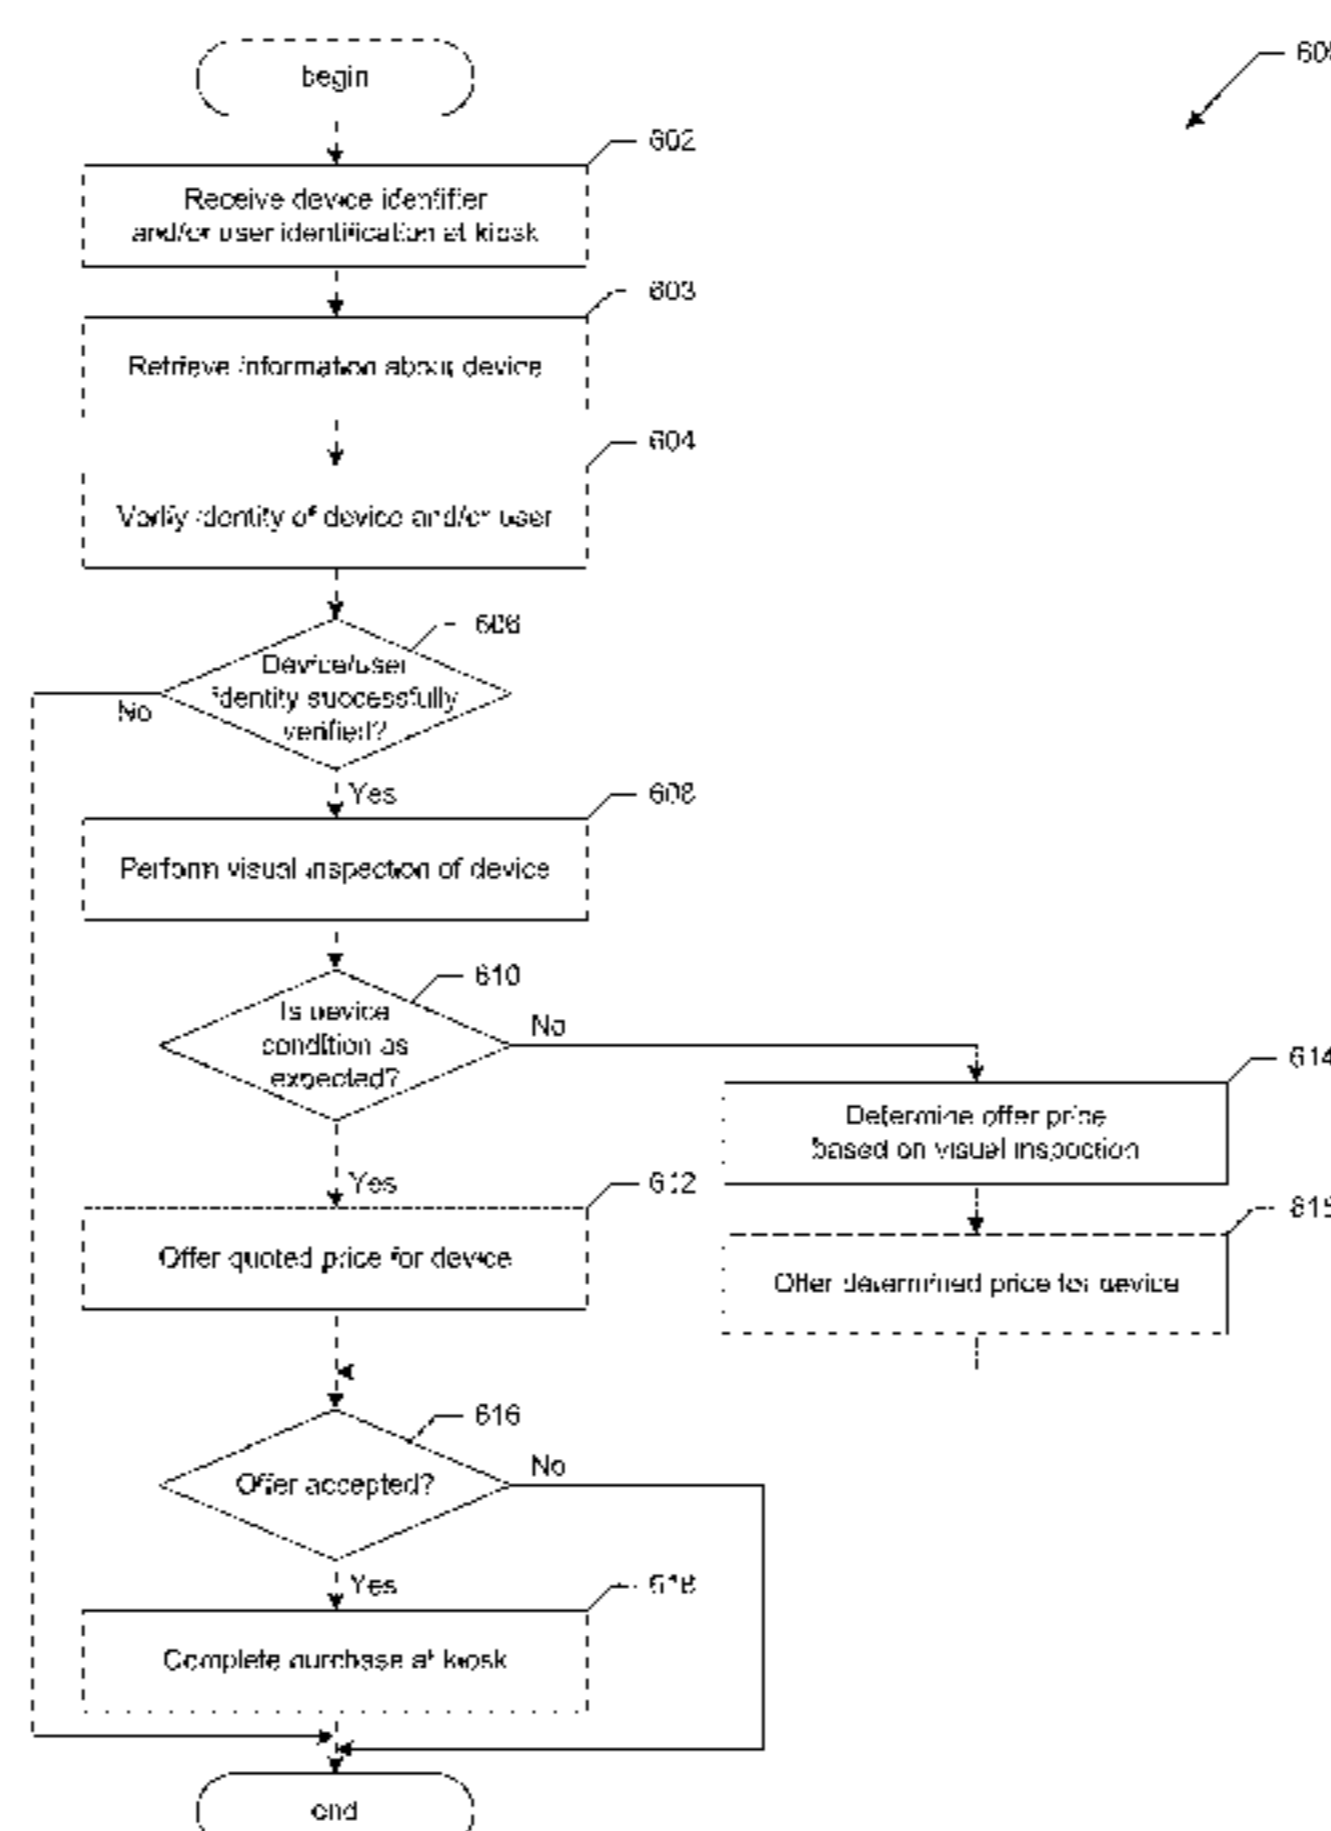 begin
602
Receive device identifier
and/or user identification at kiosk
603
Retrieve information about device
604
Verify identity of device and/or user
606
Device/user
identity successfully
verified?
No
Yes
608
Perform visual inspection of device
610
Is device
condition as
expected?
No
614
Determine offer price
based on visual inspection
Yes
612
Offer quoted price for device
615
Offer determined price for device
616
Offer accepted?
No
Yes
618
Complete purchase at kiosk
end